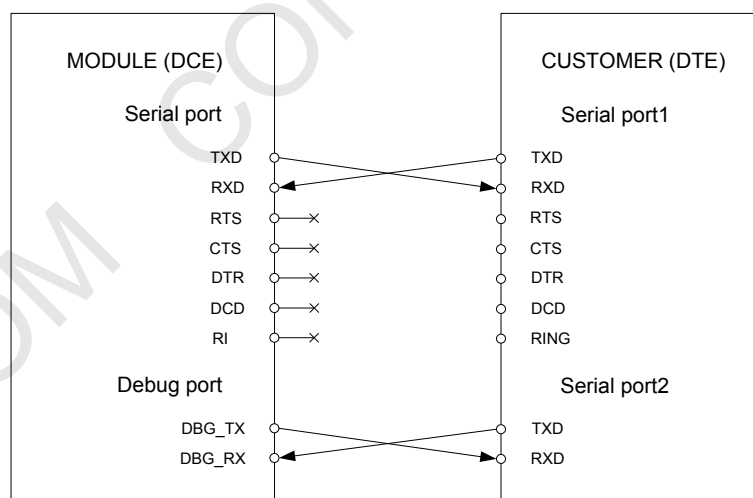 MODULE (DCE)
CUSTOMER (DTE)
Serial port
Serial port1
TXD
TXD
RXD
RXD
RTS
RTS
CTS
CTS
DTR
DTR
DCD
DCD
RI
RING
Debug port
Serial port2
DBG_TX
TXD
DBG_RX
RXD